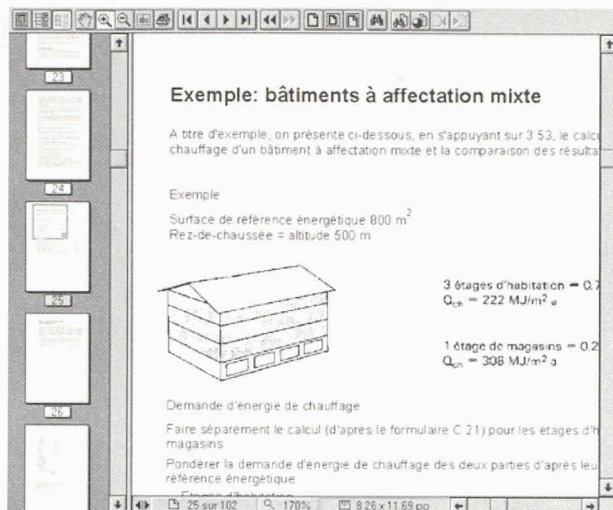 23
24
25
26
Exemple: bâtiments à affectation mixte
A titre d'exemple, on présente ci-dessous, en s'appuyant sur 3 53, le calc
chauffage d'un bâtiment à affectation mixte et la comparaison des résulta
Exemple
Surface de référence énergétique 800 m²
Rez-de-chaussée = altitude 500 m
3 étages d'habitation = 0,7
Q_ch = 222 MJ/m² a
1 étage de magasins = 0,2
Q_ch = 308 MJ/m² a
Demande d'énergie de chauffage
Faire séparément le calcul (d'après le formulaire C 21) pour les étages d'h
magasins
Pondérer la demande d'énergie de chauffage des deux parties d'après leu
référence énergétique
Etages d'habitation
25 sur 102 170% 8.26 x 11.69 po